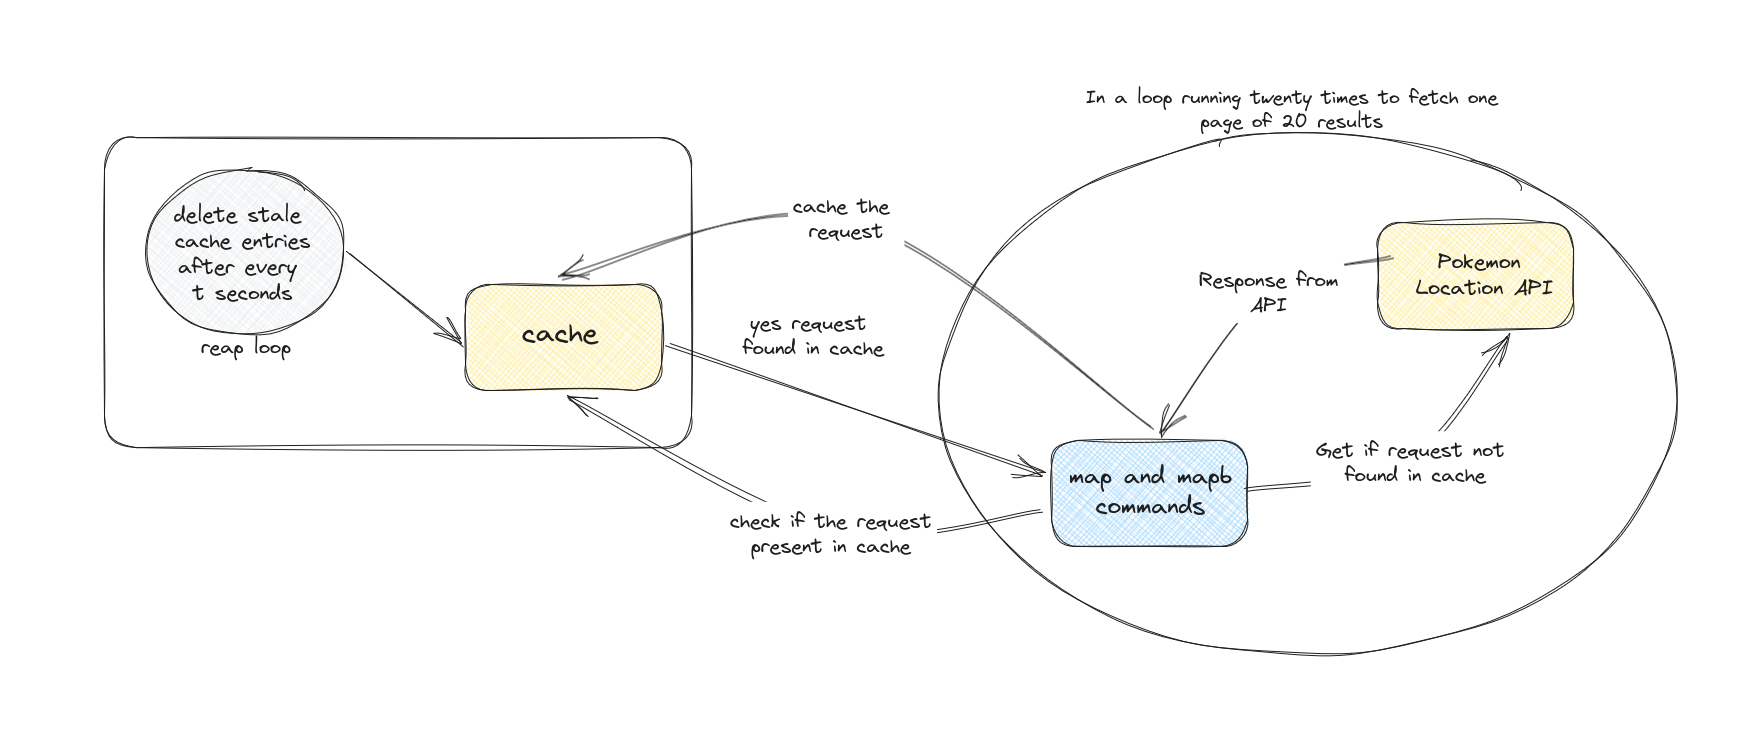 In a loop running twenty times to fetch one
page of 20 results
delete stale
cache entries
after every
t seconds
reap loop
cache
cache the
request
yes request
found in cache
check if the request
present in cache
Response from
API
Pokemon
Location API
map and mapb
commands
Get if request not
found in cache